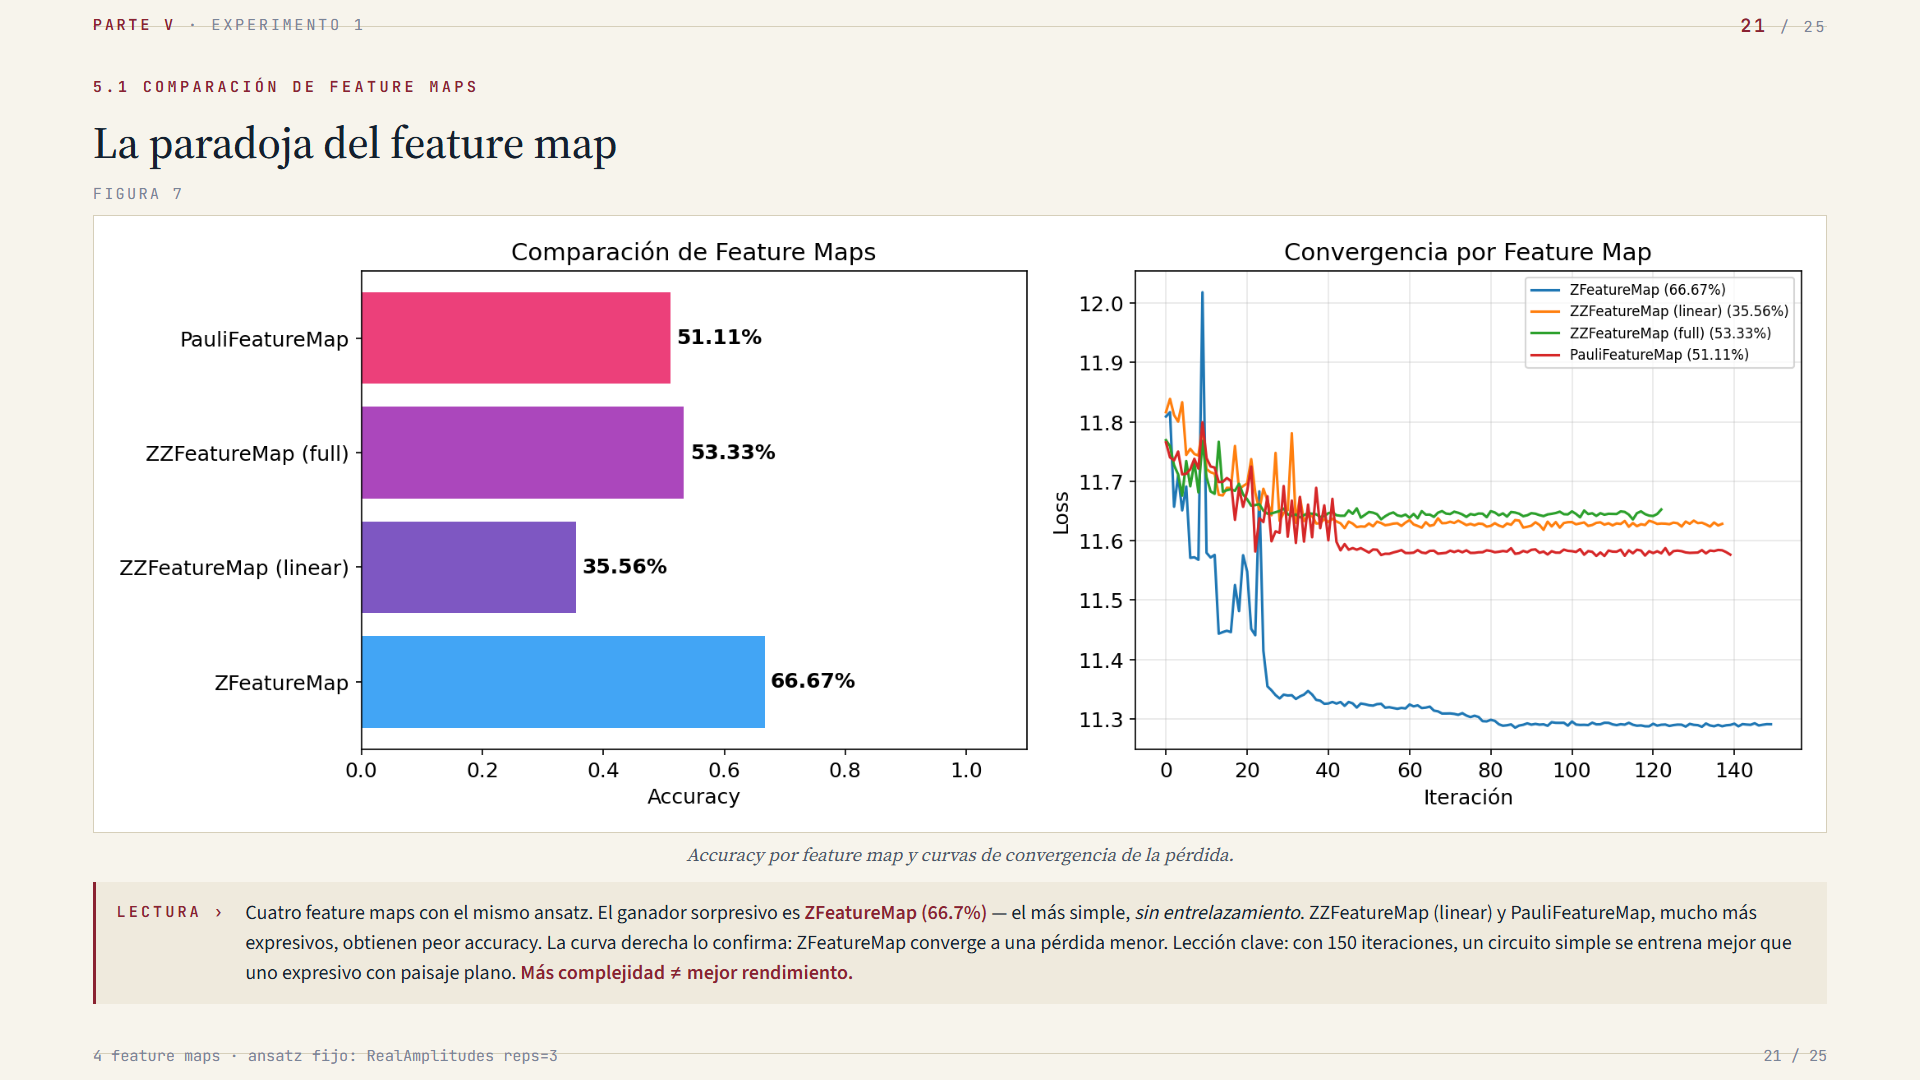 PARTE V · EXPERIMENTO 1
21 / 25
5.1 COMPARACIÓN DE FEATURE MAPS
La paradoja del feature map
FIGURA 7
Comparación de Feature Maps
PauliFeatureMap
51.11%
ZZFeatureMap (full)
53.33%
ZZFeatureMap (linear)
35.56%
ZFeatureMap
66.67%
0.0 0.2 0.4 0.6 0.8 1.0
Accuracy
Convergencia por Feature Map
ZFeatureMap (66.67%)
ZZFeatureMap (linear) (35.56%)
ZZFeatureMap (full) (53.33%)
PauliFeatureMap (51.11%)
12.0
11.9
11.8
11.7
11.6
11.5
11.4
11.3
Loss
0 20 40 60 80 100 120 140
Iteración
Accuracy por feature map y curvas de convergencia de la pérdida.
LECTURA ›
Cuatro feature maps con el mismo ansatz. El ganador sorpresivo es ZFeatureMap (66.7%) — el más simple, sin entrelazamiento. ZZFeatureMap (linear) y PauliFeatureMap, mucho más
expresivos, obtienen peor accuracy. La curva derecha lo confirma: ZFeatureMap converge a una pérdida menor. Lección clave: con 150 iteraciones, un circuito simple se entrena mejor que
uno expresivo con paisaje plano. Más complejidad ≠ mejor rendimiento.
4 feature maps · ansatz fijo: RealAmplitudes reps=3
21 / 25